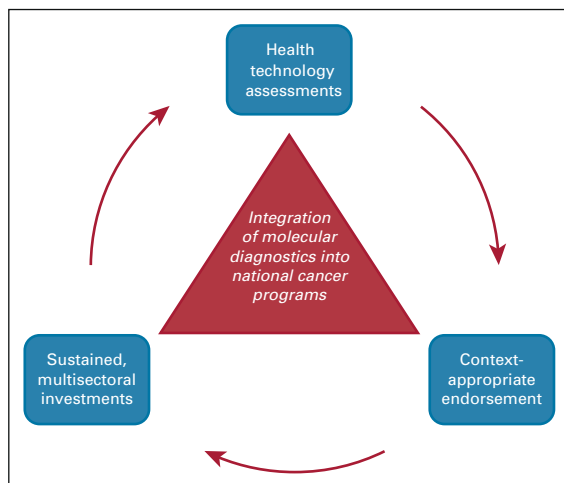 Health
technology
assessments
Integration
of molecular
diagnostics into
national cancer
programs
Sustained,
multisectoral
investments
Context-
appropriate
endorsement